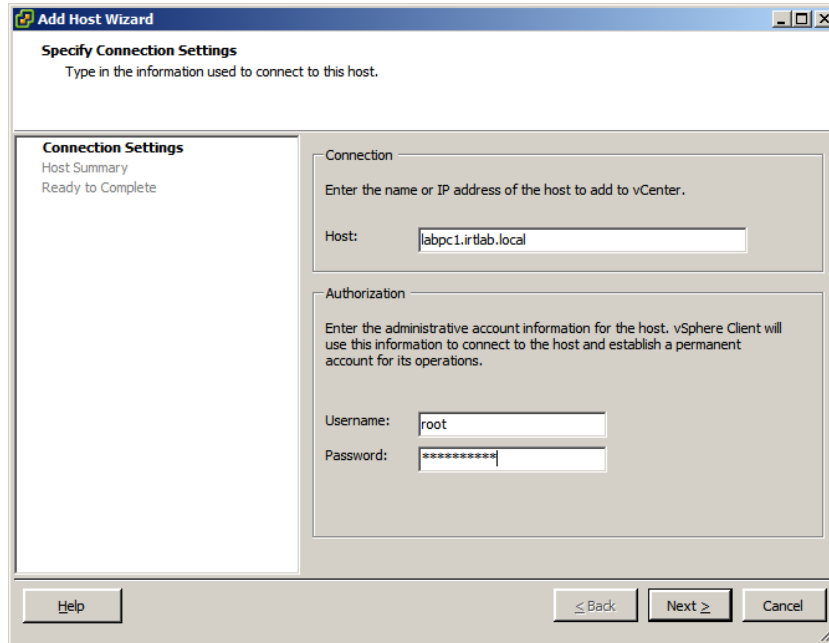 Add Host Wizard
Specify Connection Settings
Type in the information used to connect to this host.
Connection Settings
Host Summary
Ready to Complete
Connection
Enter the name or IP address of the host to add to vCenter.
Host: labpc1.irtlab.local
Authorization
Enter the administrative account information for the host. vSphere Client will
use this information to connect to the host and establish a permanent
account for its operations.
Username: root
Password: **********
Help
< Back Next > Cancel